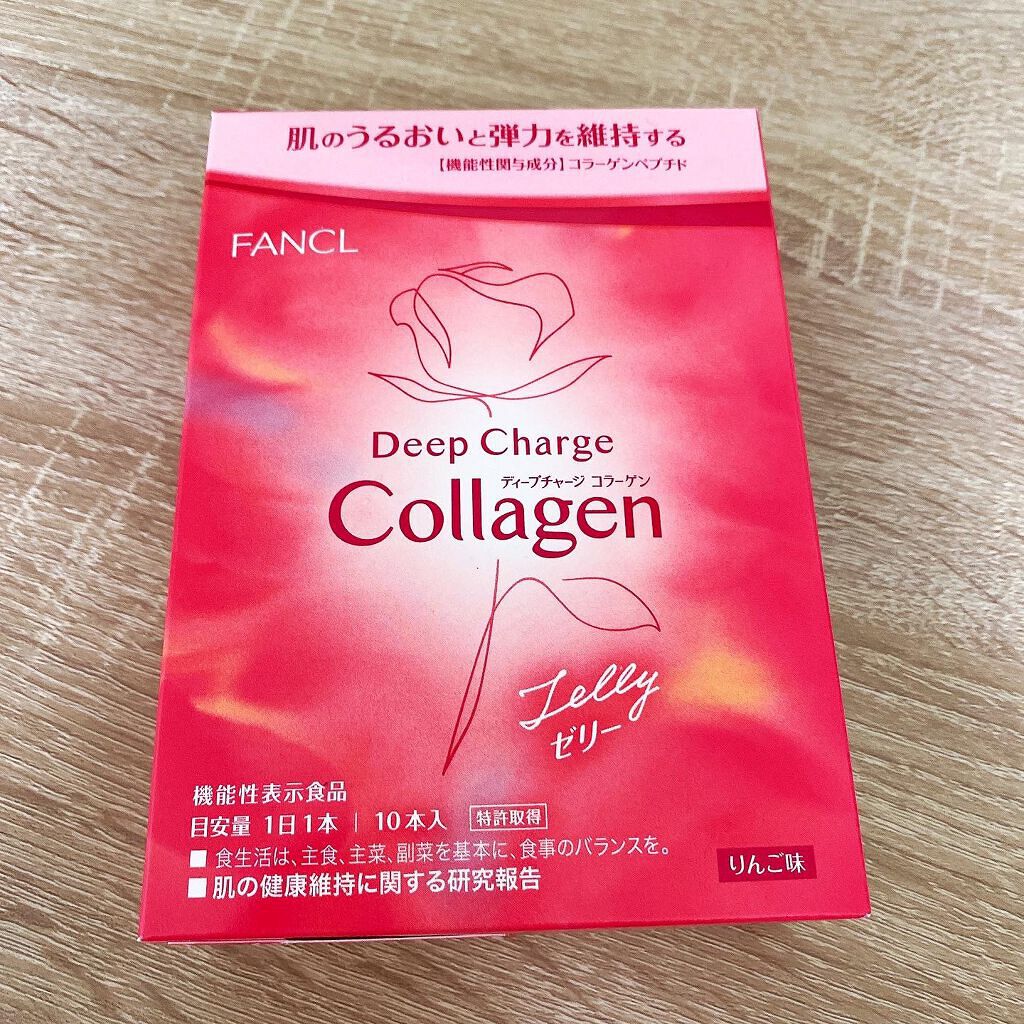 肌のうるおいと弾力を維持する
【機能性関与成分】コラーゲンペプチド
FANCL
Deep Charge
ディープチャージ コラーゲン
Collagen
Jelly
ゼリー
機能性表示食品
目安量 1日1本 | 10本入 特許取得
■ 食生活は、主食、主菜、副菜を基本に、食事のバランスを。
■ 肌の健康維持に関する研究報告
りんご味